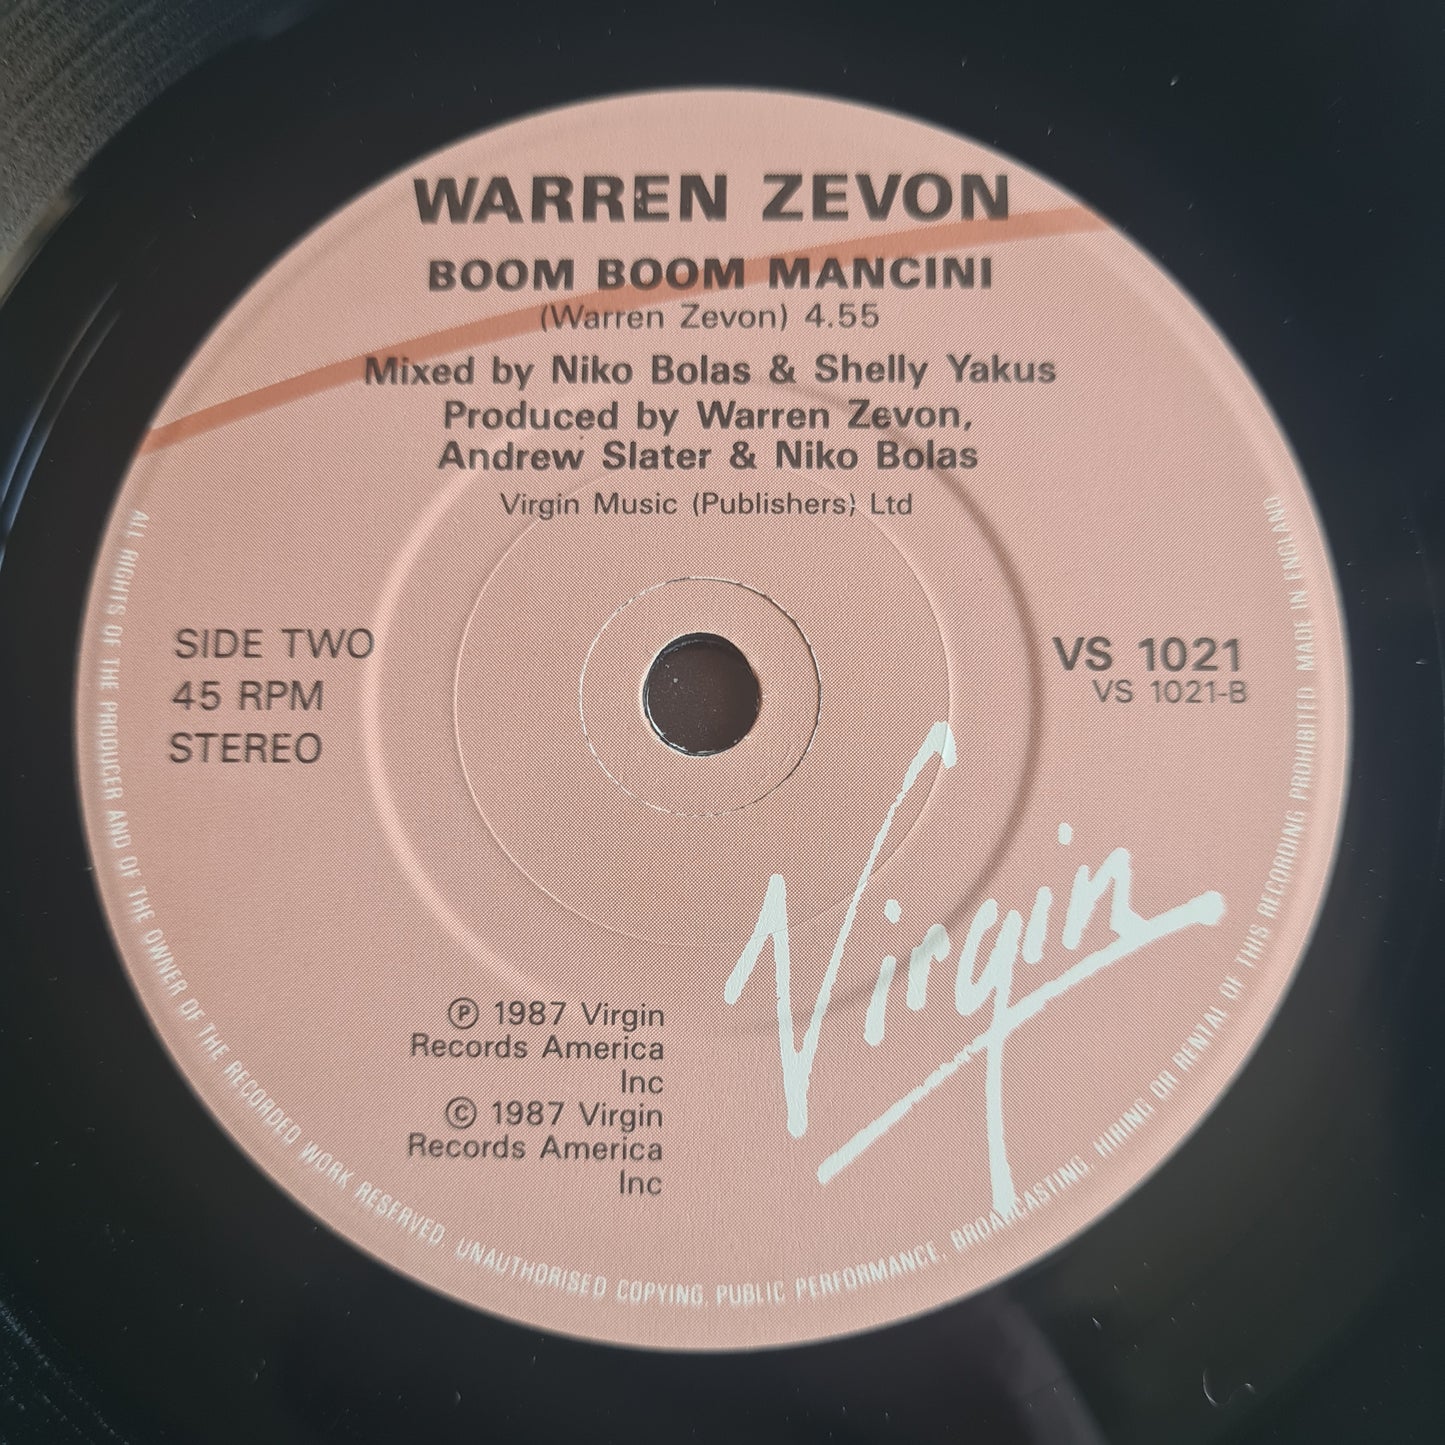 WARREN ZEVON
BOOM BOOM MANCINI
(Warren Zevon) 4.55
Mixed by Niko Bolas & Shelly Yakus
Produced by Warren Zevon,
Andrew Slater & Niko Bolas
Virgin Music (Publishers) Ltd
SIDE TWO
45 RPM
STEREO
VS 1021
VS 1021-B
Virgin
℗ 1987 Virgin
Records America
Inc
© 1987 Virgin
Records America
Inc
ALL RIGHTS OF THE PRODUCER AND OF THE OWNER OF THE RECORDED WORK RESERVED. UNAUTHORISED COPYING. PUBLIC PERFORMANCE. BROADCASTING. HIRING OR RENTAL OF THIS RECORDING PROHIBITED MADE IN ENGLAND